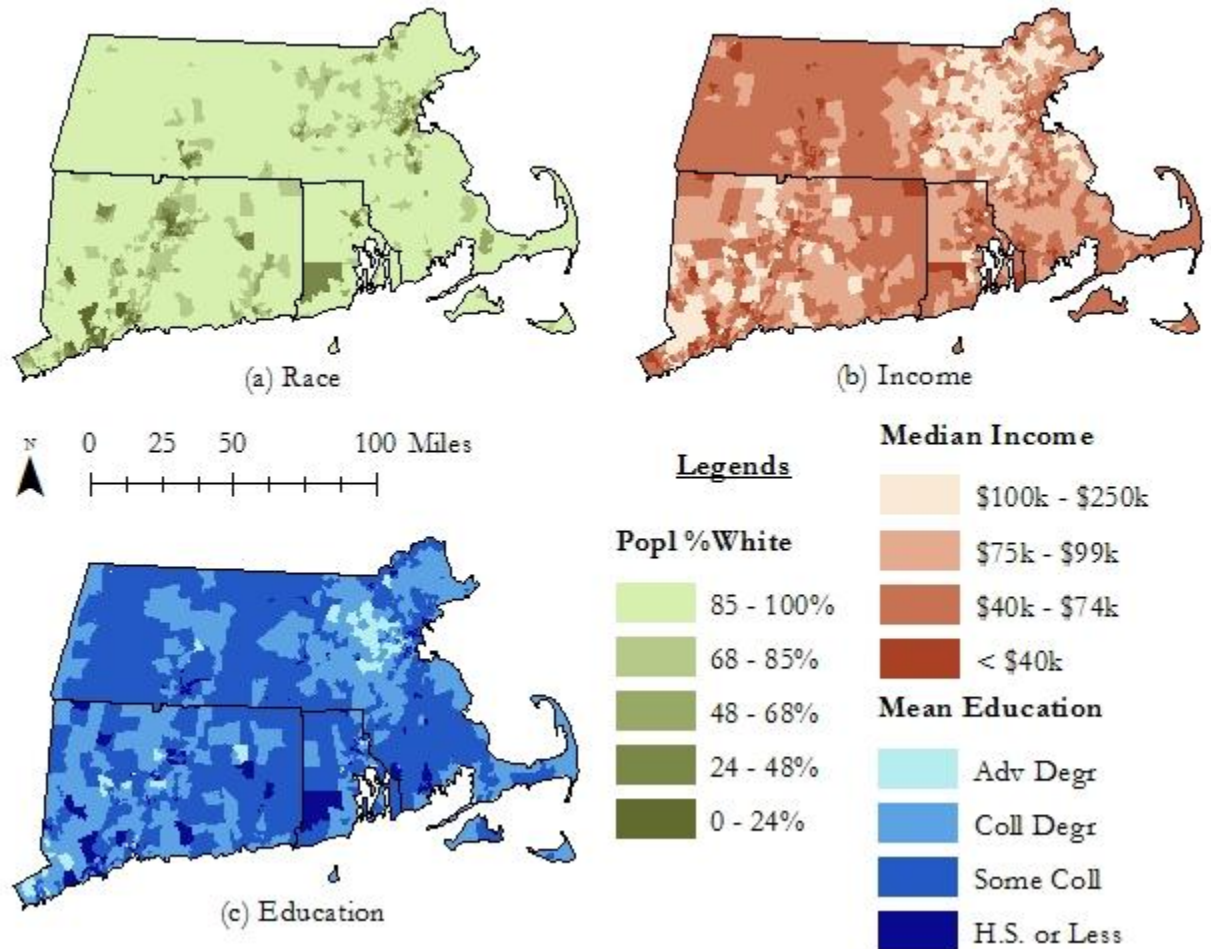 (a) Race
(b) Income
N
0 25 50 100 Miles
Legends
Popl %White
85 - 100%
68 - 85%
48 - 68%
24 - 48%
0 - 24%
Median Income
$100k - $250k
$75k - $99k
$40k - $74k
< $40k
Mean Education
Adv Degr
Coll Degr
Some Coll
H.S. or Less
(c) Education